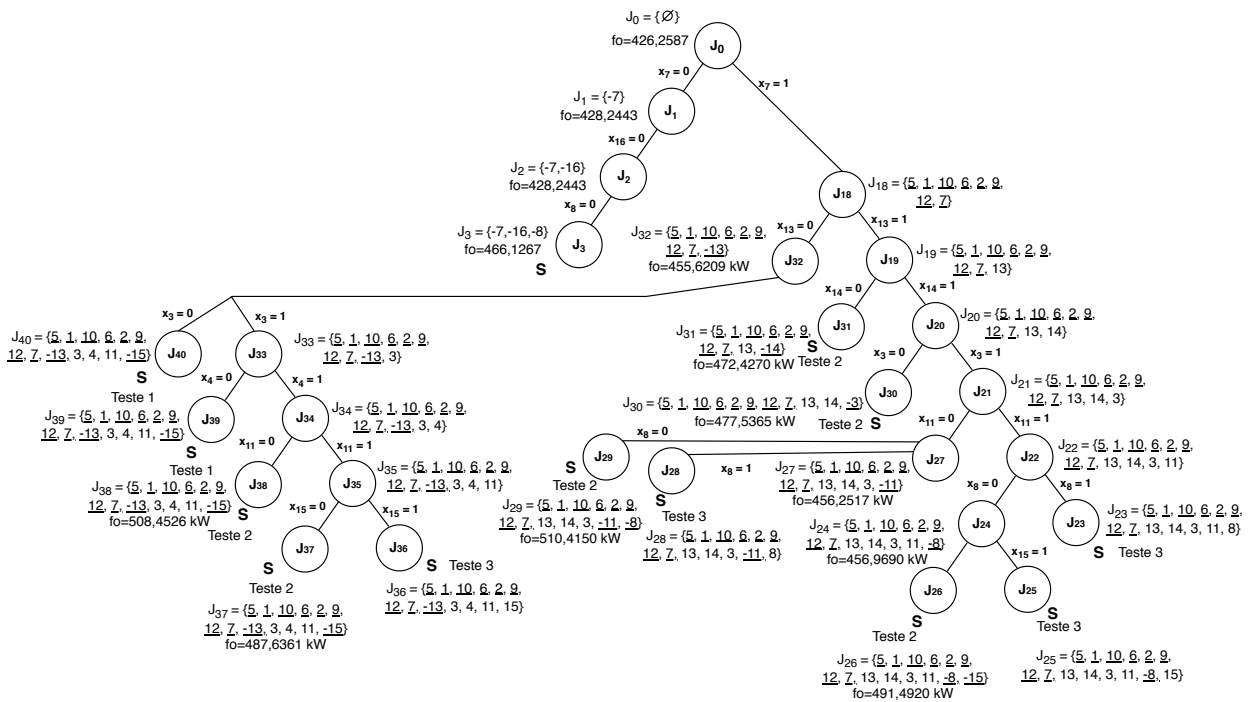 J0 = {∅}
fo=426,2587
J0
x7 = 0
x7 = 1
J1 = {-7}
fo=428,2443
J1
x16 = 0
J2 = {-7,-16}
fo=428,2443
J2
x8 = 0
J3 = {-7,-16,-8}
fo=466,1267
J3
S
J18
J18 = {5, 1, 10, 6, 2, 9,
12, 7}
x13 = 0
x13 = 1
J32 = {5, 1, 10, 6, 2, 9,
12, 7, -13}
fo=455,6209 kW
J32
J19
J19 = {5, 1, 10, 6, 2, 9,
12, 7, 13}
x14 = 0
x14 = 1
J31 = {5, 1, 10, 6, 2, 9,
12, 7, 13, -14}
fo=472,4270 kW
S
Teste 2
J31
J20
J20 = {5, 1, 10, 6, 2, 9,
12, 7, 13, 14}
x3 = 0
x3 = 1
J40 = {5, 1, 10, 6, 2, 9,
12, 7, -13, 3, 4, 11, -15}
J40
S
Teste 1
J33
J33 = {5, 1, 10, 6, 2, 9,
12, 7, -13, 3}
x3 = 0
x3 = 1
J30 = {5, 1, 10, 6, 2, 9, 12, 7, 13, 14, -3}
fo=477,5365 kW
J30
S
Teste 2
J21
J21 = {5, 1, 10, 6, 2, 9,
12, 7, 13, 14, 3}
x4 = 0
x4 = 1
J39 = {5, 1, 10, 6, 2, 9,
12, 7, -13, 3, 4, 11, -15}
J39
S
Teste 1
J34
J34 = {5, 1, 10, 6, 2, 9,
12, 7, -13, 3, 4}
x11 = 0
x11 = 1
x8 = 0
x8 = 1
J29
S
Teste 2
J29 = {5, 1, 10, 6, 2, 9,
12, 7, 13, 14, 3, -11, -8}
fo=510,4150 kW
J28
S
Teste 3
J28 = {5, 1, 10, 6, 2, 9,
12, 7, 13, 14, 3, -11, 8}
J27 = {5, 1, 10, 6, 2, 9,
12, 7, 13, 14, 3, -11}
fo=456,2517 kW
J27
J22
J22 = {5, 1, 10, 6, 2, 9,
12, 7, 13, 14, 3, 11}
x11 = 0
x11 = 1
J38 = {5, 1, 10, 6, 2, 9,
12, 7, -13, 3, 4, 11, -15}
fo=508,4526 kW
J38
S
Teste 2
J35
J35 = {5, 1, 10, 6, 2, 9,
12, 7, -13, 3, 4, 11}
x8 = 0
x8 = 1
J24 = {5, 1, 10, 6, 2, 9,
12, 7, 13, 14, 3, 11, -8}
fo=456,9690 kW
J24
J23
J23 = {5, 1, 10, 6, 2, 9,
12, 7, 13, 14, 3, 11, 8}
S
Teste 3
x15 = 0
x15 = 1
J37
S
Teste 2
J37 = {5, 1, 10, 6, 2, 9,
12, 7, -13, 3, 4, 11, -15}
fo=487,6361 kW
J36
S
Teste 3
J36 = {5, 1, 10, 6, 2, 9,
12, 7, -13, 3, 4, 11, 15}
x15 = 1
J26
S
Teste 2
J26 = {5, 1, 10, 6, 2, 9,
12, 7, 13, 14, 3, 11, -8, -15}
fo=491,4920 kW
J25
S
Teste 3
J25 = {5, 1, 10, 6, 2, 9,
12, 7, 13, 14, 3, 11, -8, 15}